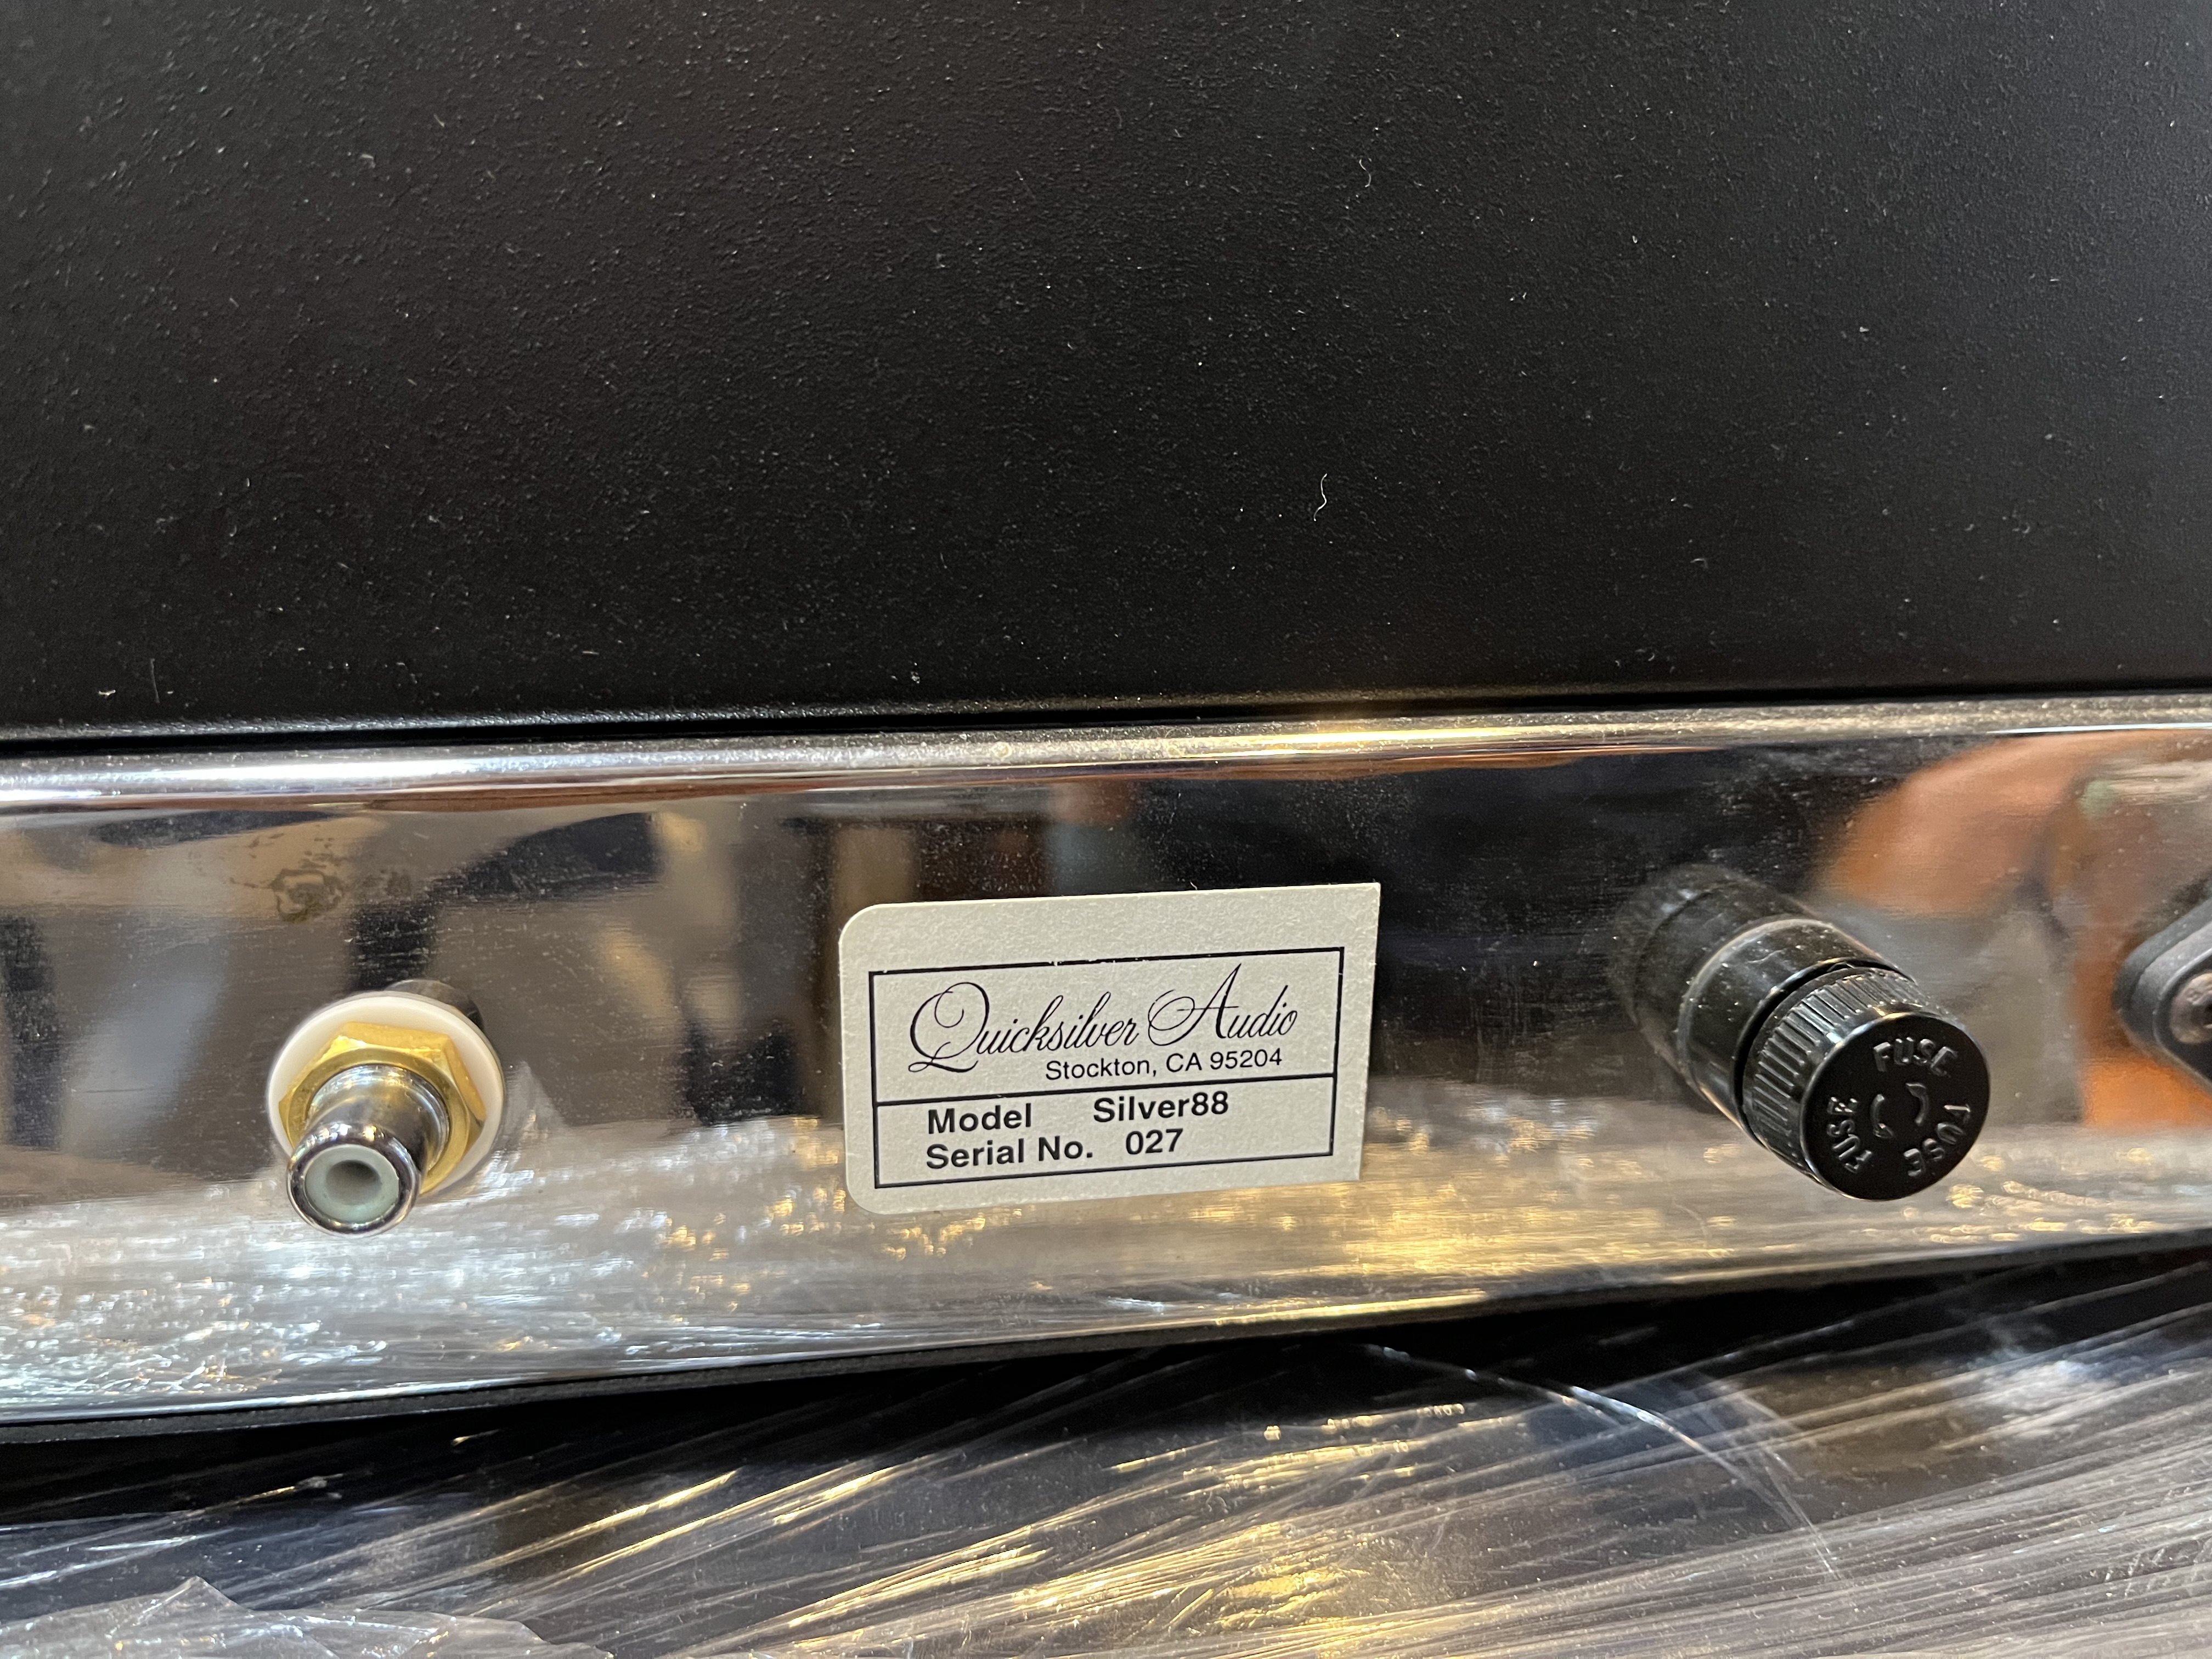 Quicksilver Audio
Stockton, CA 95204
Model Silver88
Serial No. 027
FUSE
FUSE
FUSE